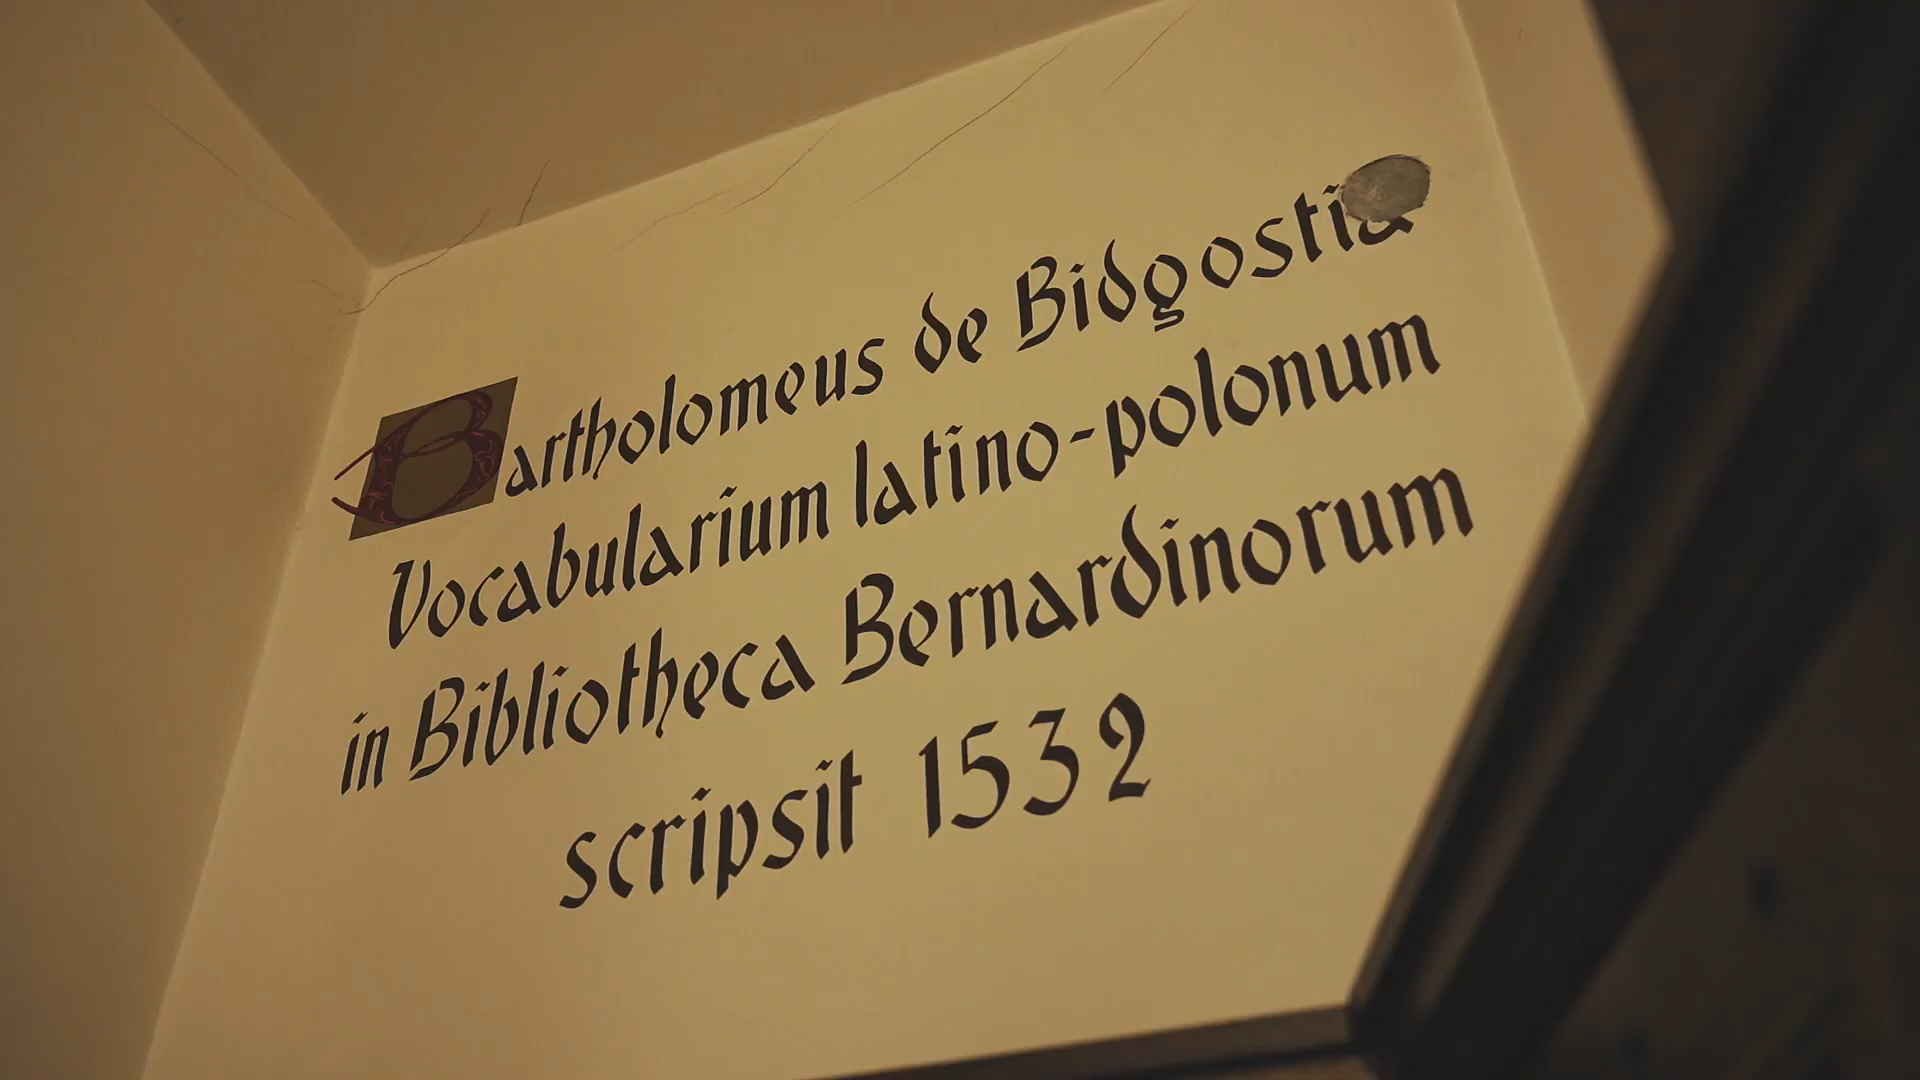 Bartholomeus de Bidgostia
Vocabularium latino-polonum
in Bibliotheca Bernardinorum
scripsit 1532